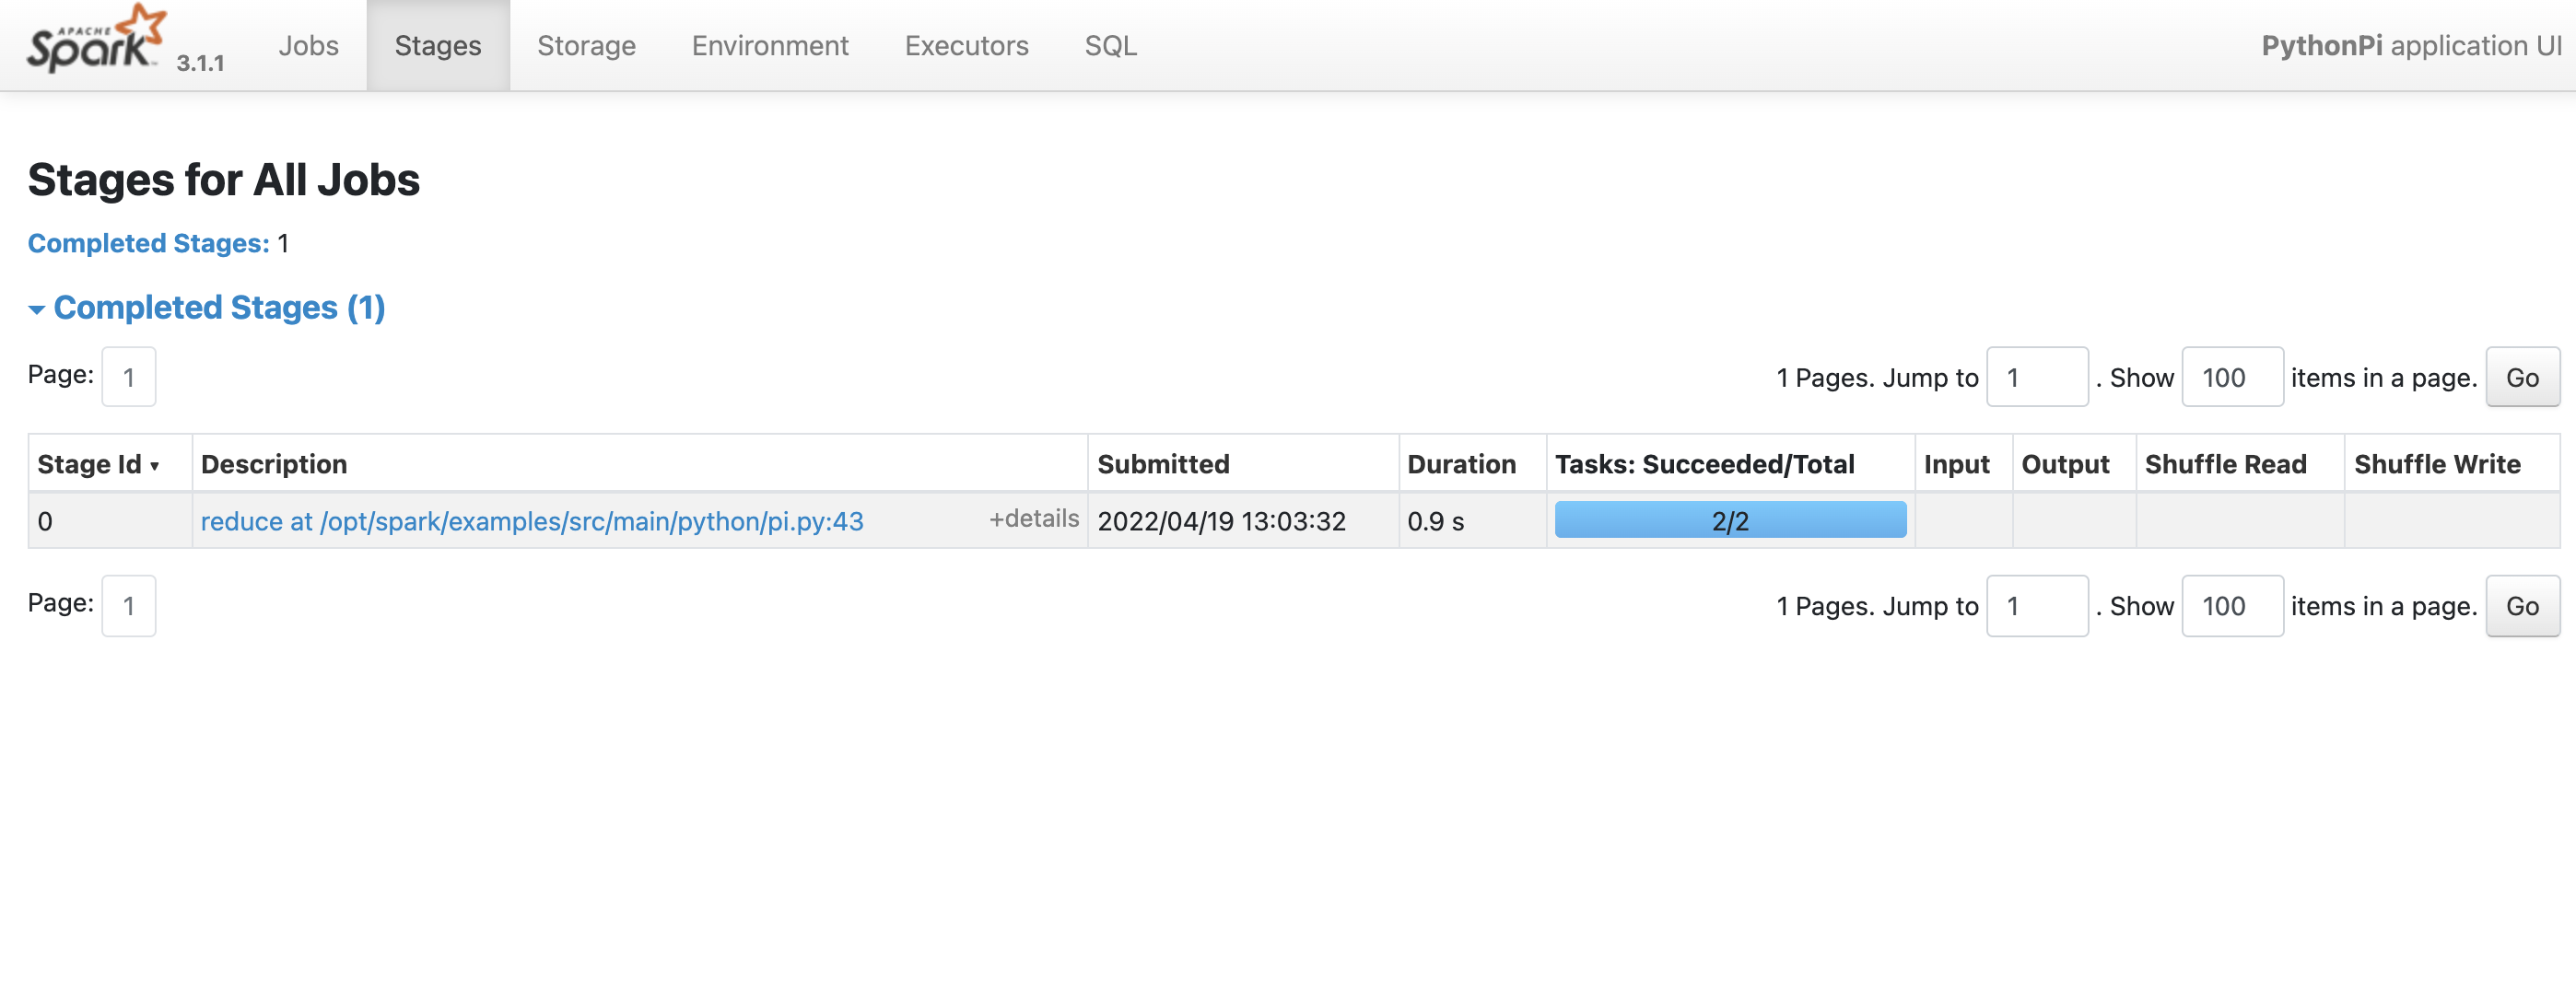 APACHE
Spark 3.1.1 Jobs Stages Storage Environment Executors SQL PythonPi application UI
Stages for All Jobs
Completed Stages: 1
Completed Stages (1)
Page: 1 1 Pages. Jump to 1 . Show 100 items in a page. Go
Stage Id ▾ Description Submitted Duration Tasks: Succeeded/Total Input Output Shuffle Read Shuffle Write
0 reduce at /opt/spark/examples/src/main/python/pi.py:43 +details 2022/04/19 13:03:32 0.9 s 2/2
Page: 1 1 Pages. Jump to 1 . Show 100 items in a page. Go